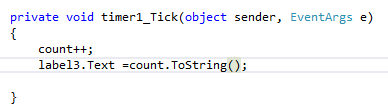 private void timer1_Tick(object sender, EventArgs e)
{
count++;
label3.Text =count.ToString();
}